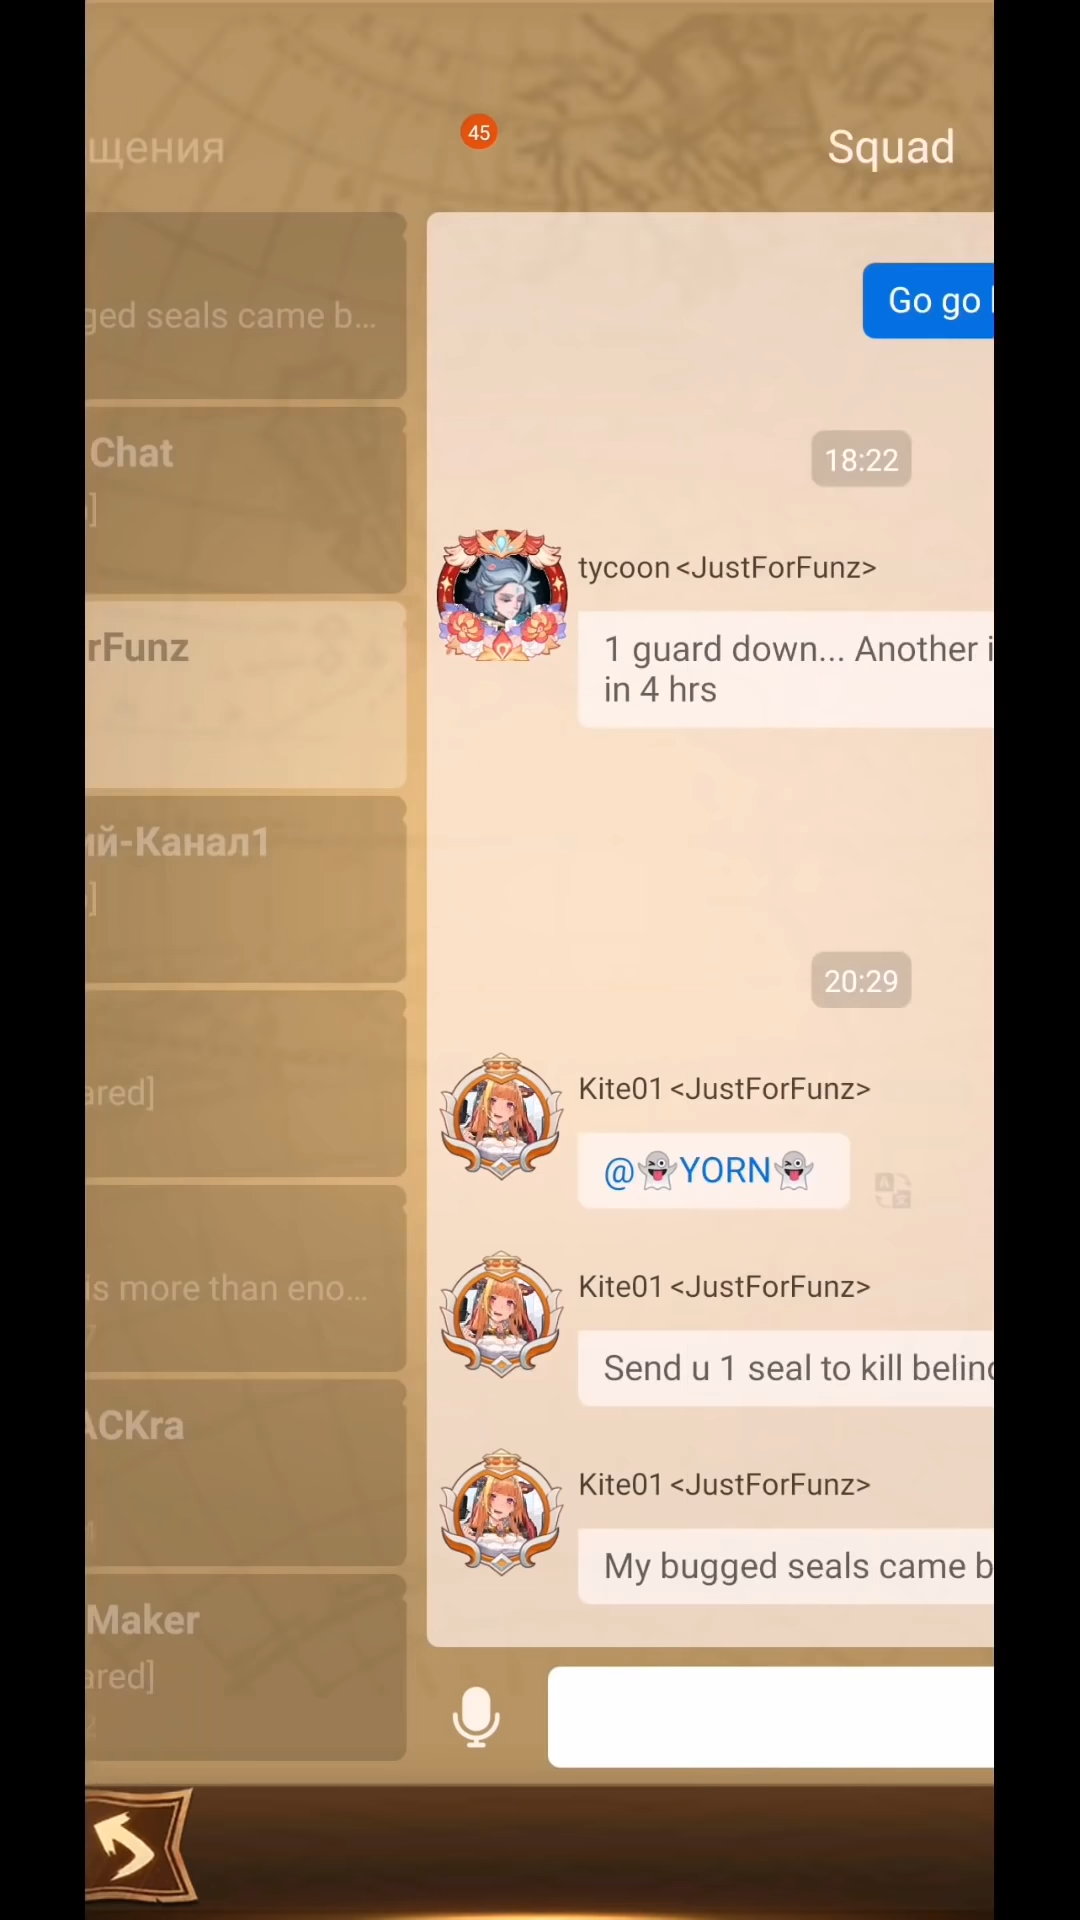 щения
45
Squad
ged seals came b...
Go go
Chat
18:22
tycoon <JustForFunz>
rFunz
1 guard down... Another i
in 4 hrs
ий-Канал1
20:29
ared]
Kite01 <JustForFunz>
@👻YORN👻
is more than eno...
Kite01 <JustForFunz>
Send u 1 seal to kill belind
ACKra
Kite01 <JustForFunz>
My bugged seals came b
Maker
ared]